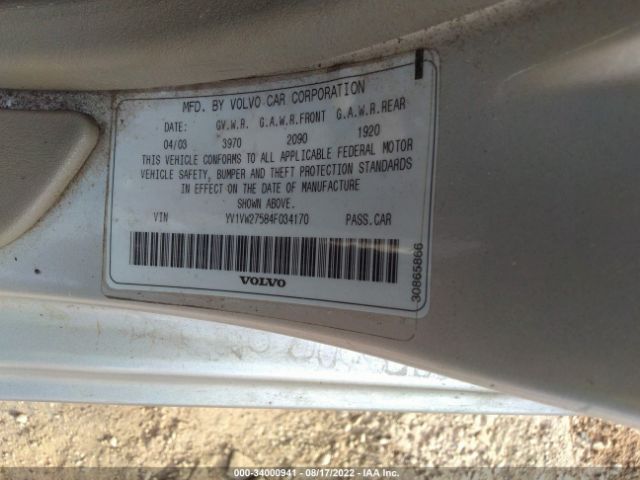 MFD. BY VOLVO CAR CORPORATION
DATE: GV.W.R. G.A.W.R.FRONT G.A.W.R.REAR
04/03 3970 2090 1920
THIS VEHICLE CONFORMS TO ALL APPLICABLE FEDERAL MOTOR
VEHICLE SAFETY, BUMPER AND THEFT PROTECTION STANDARDS
IN EFFECT ON THE DATE OF MANUFACTURE
SHOWN ABOVE.
VIN YV1VW27584F034170 PASS.CAR
VOLVO
30865866
000-34000941 - 08/17/2022 - IAA Inc.